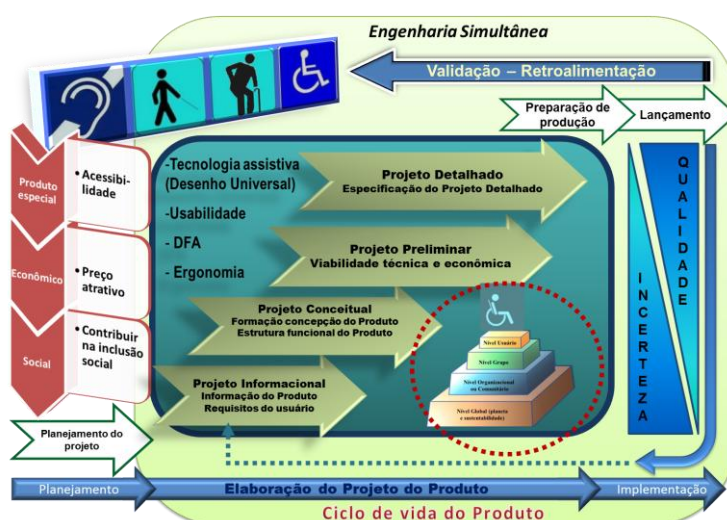 Engenharia Simultânea
Validação – Retroalimentação
Preparação de
produção
Lançamento
Produto
especial
• Acessibi-
lidade
Econômico
• Preço
atrativo
Social
• Contribuir
na inclusão
social
-Tecnologia assistiva
(Desenho Universal)
-Usabilidade
- DFA
- Ergonomia
Projeto Detalhado
Especificação do Projeto Detalhado
Projeto Preliminar
Viabilidade técnica e econômica
Projeto Conceitual
Formação concepção do Produto
Estrutura funcional do Produto
Projeto Informacional
Informação do Produto
Requisitos do usuário
Nível Usuário
Nível Grupo
Nível Organizacional
ou Comunitário
Nível Global (planeta
e sustentabilidade)
INCERTEZA
QUALIDADE
Planejamento do
projeto
Planejamento
Elaboração do Projeto do Produto
Implementação
Ciclo de vida do Produto